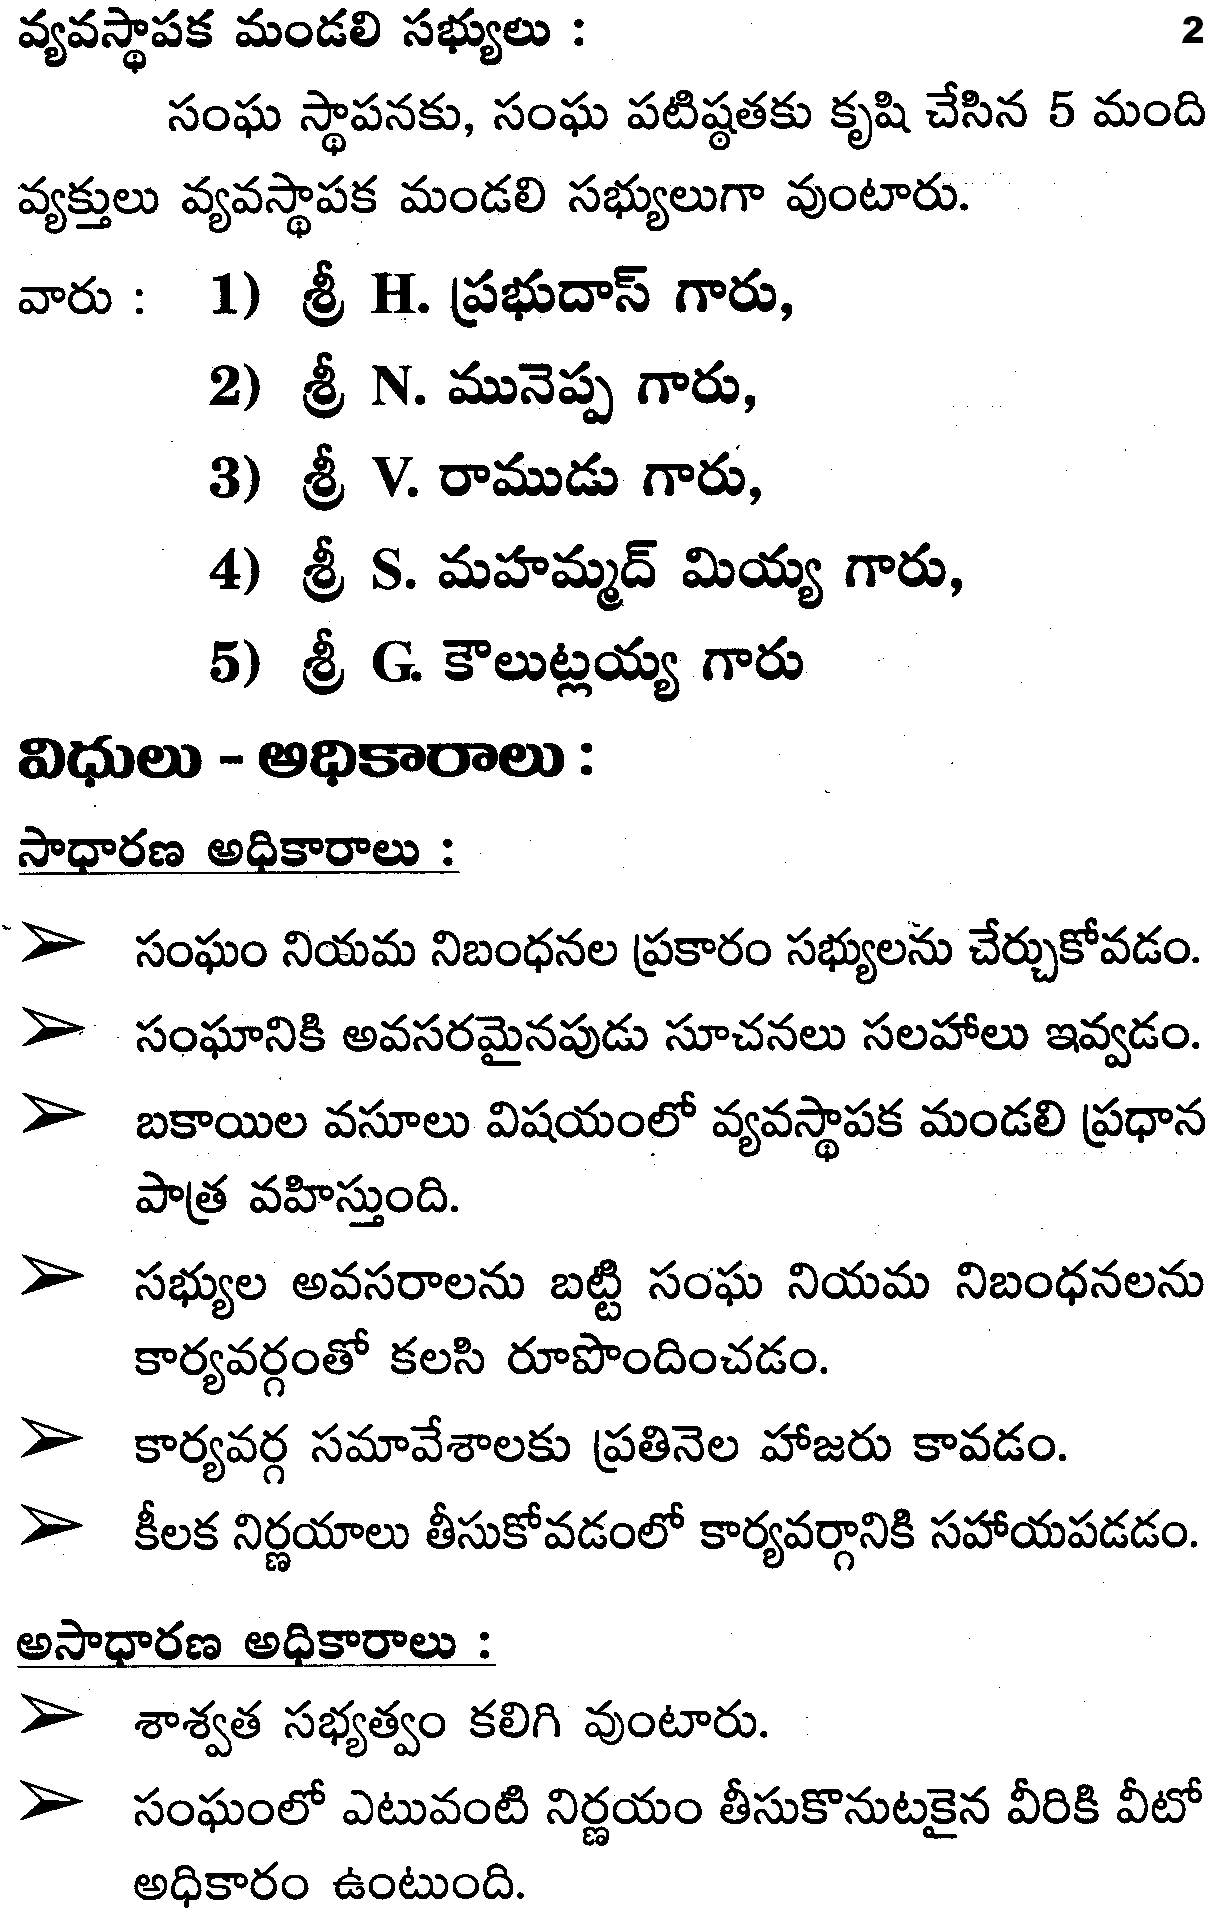 వ్యవస్థాపక మండలి సభ్యులు : 2
సంఘ స్థాపనకు, సంఘ పటిష్ఠతకు కృషి చేసిన 5 మంది
వ్యక్తులు వ్యవస్థాపక మండలి సభ్యులుగా వుంటారు.
వారు : 1) శ్రీ H. ప్రభుదాస్ గారు,
2) శ్రీ N. మునెప్ప గారు,
3) శ్రీ V. రాముడు గారు,
4) శ్రీ S. మహమ్మద్ మియ్య గారు,
5) శ్రీ G. కౌలుట్లయ్య గారు
విధులు - అధికారాలు :
సాధారణ అధికారాలు :
➢ సంఘం నియమ నిబంధనల ప్రకారం సభ్యులను చేర్చుకోవడం.
➢ సంఘానికి అవసరమైనపుడు సూచనలు సలహాలు ఇవ్వడం.
➢ బకాయిల వసూలు విషయంలో వ్యవస్థాపక మండలి ప్రధాన
పాత్ర వహిస్తుంది.
➢ సభ్యుల అవసరాలను బట్టి సంఘ నియమ నిబంధనలను
కార్యవర్గంతో కలసి రూపొందించడం.
➢ కార్యవర్గ సమావేశాలకు ప్రతినెల హాజరు కావడం.
➢ కీలక నిర్ణయాలు తీసుకోవడంలో కార్యవర్గానికి సహాయపడడం.
అసాధారణ అధికారాలు :
➢ శాశ్వత సభ్యత్వం కలిగి వుంటారు.
➢ సంఘంలో ఎటువంటి నిర్ణయం తీసుకొనుటకైన వీరికి వీటో
అధికారం ఉంటుంది.